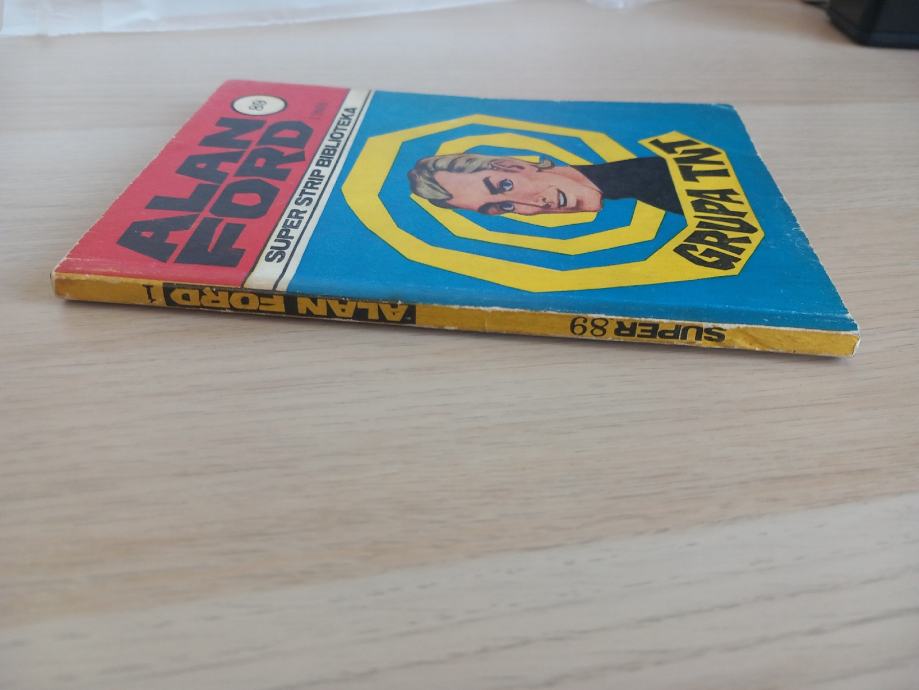 89
ALAN
FORD
SUPER STRIP BIBLIOTEKA
GRUPA TNT
SUPER 89
ALAN FORD 1